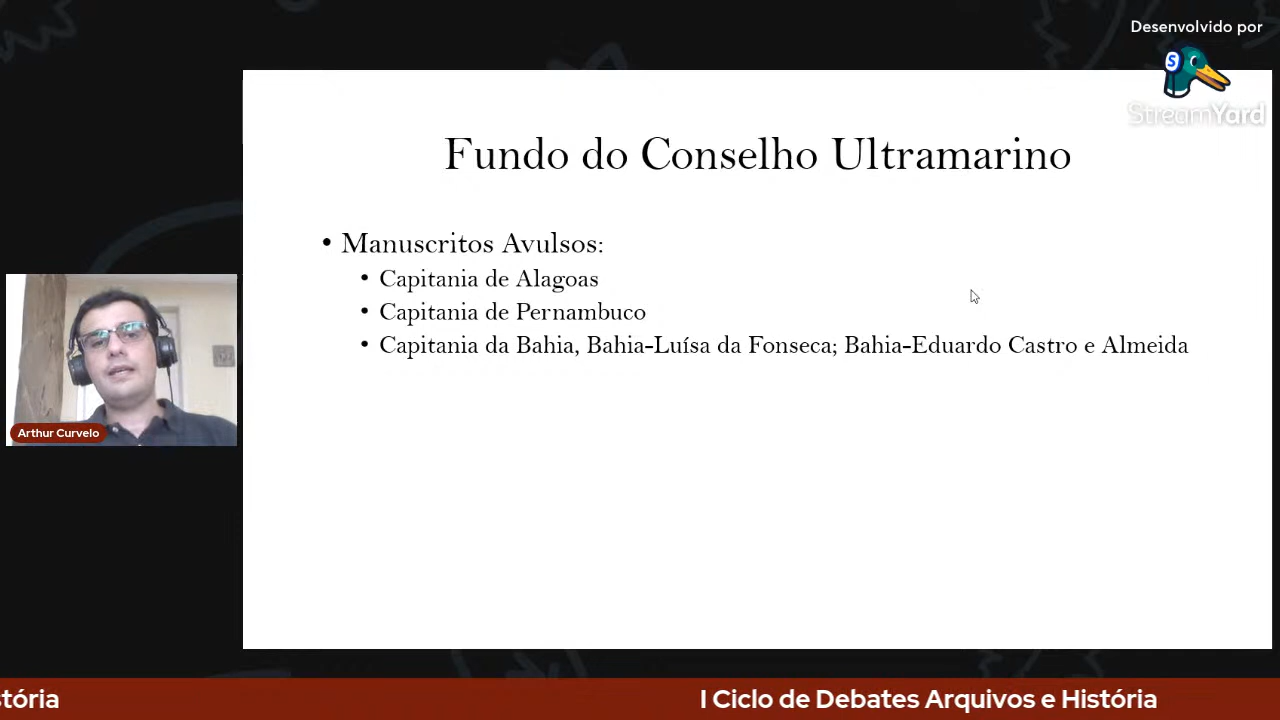 Desenvolvido por
S
StreamYard
Fundo do Conselho Ultramarino
• Manuscritos Avulsos:
• Capitania de Alagoas
• Capitania de Pernambuco
• Capitania da Bahia, Bahia-Luísa da Fonseca; Bahia-Eduardo Castro e Almeida
Arthur Curvelo
stória I Ciclo de Debates Arquivos e História